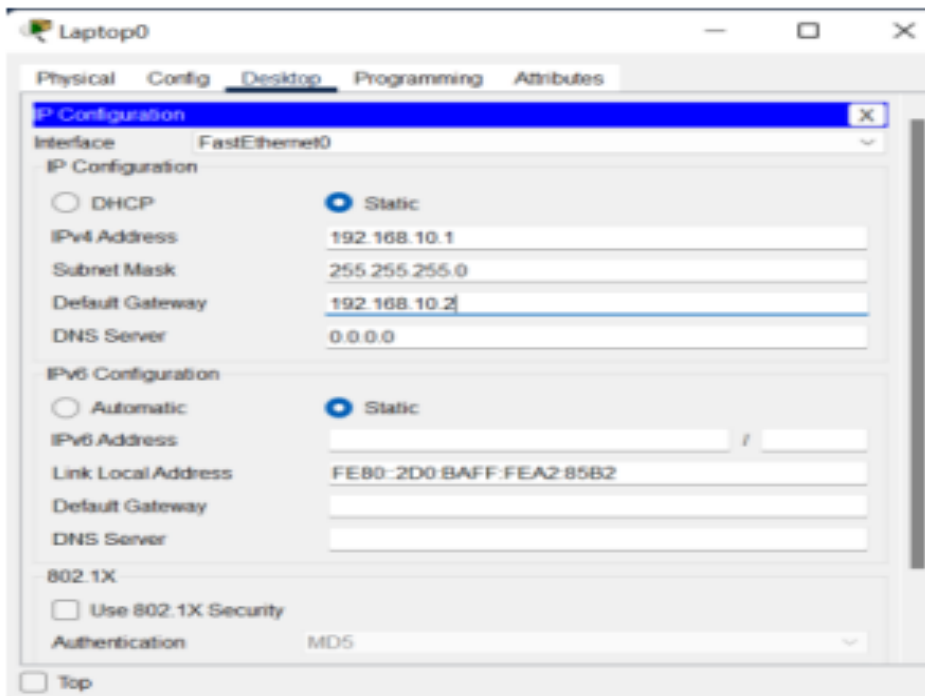 Laptop0
Physical Config Desktop Programming Attributes
IP Configuration X
Interface FastEthernet0
IP Configuration
DHCP Static
IPv4 Address 192.168.10.1
Subnet Mask 255.255.255.0
Default Gateway 192.168.10.2
DNS Server 0.0.0.0
IPv6 Configuration
Automatic Static
IPv6 Address /
Link Local Address FE80::2D0:BAFF:FEA2:85B2
Default Gateway
DNS Server
802.1X
Use 802.1X Security
Authentication MD5
Top